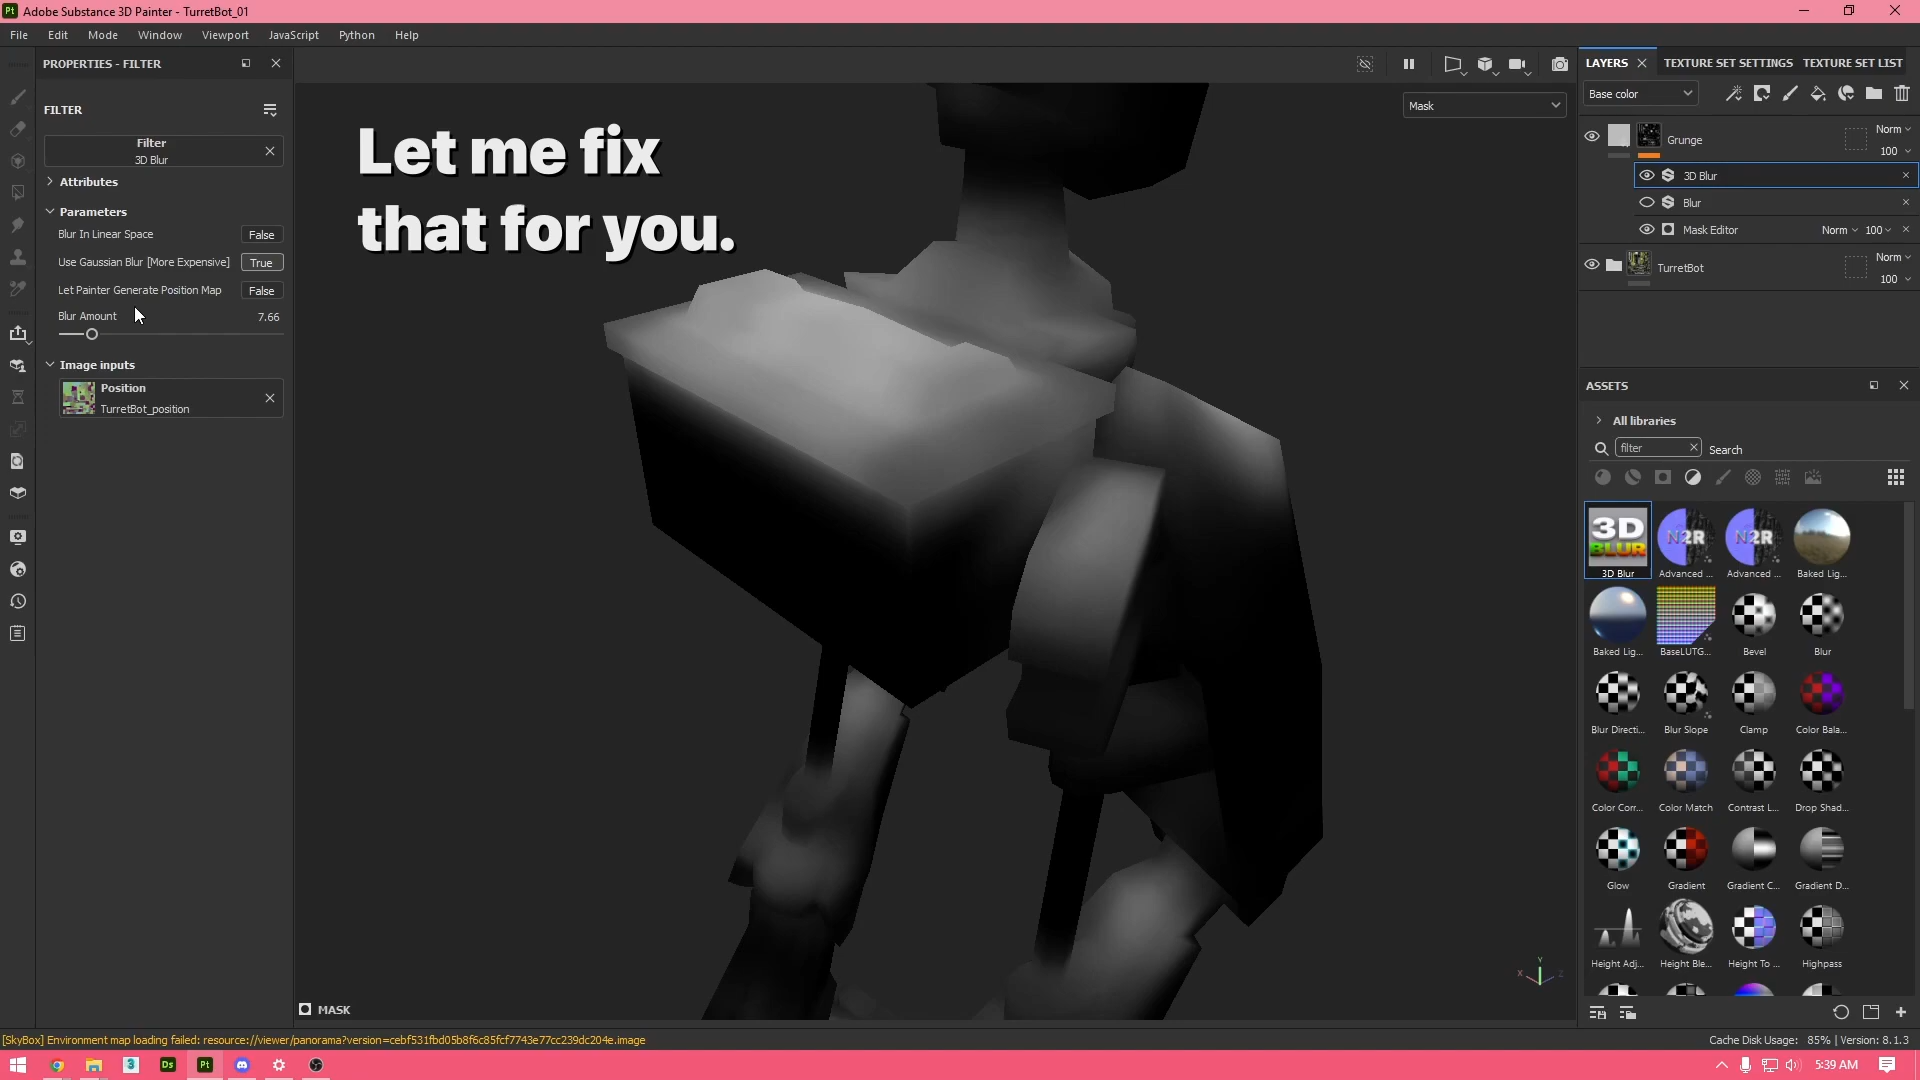 Adobe Substance 3D Painter - TurretBot_01
File Edit Mode Window Viewport JavaScript Python Help
PROPERTIES - FILTER
FILTER
Filter
3D Blur
Attributes
Parameters
Blur In Linear Space False
Use Gaussian Blur [More Expensive] True
Let Painter Generate Position Map False
Blur Amount 7.66
Image inputs
Position
TurretBot_position
Let me fix
that for you.
Mask
MASK
Y
X
Z
LAYERS TEXTURE SET SETTINGS TEXTURE SET LIST
Base color
Grunge Norm
100
3D Blur
Blur
Mask Editor Norm 100
TurretBot Norm
100
ASSETS
All libraries
filter Search
3D
BLUR
N2R
N2R
3D Blur Advanced ... Advanced ... Baked Lig...
Baked Lig... BaseLUTG... Bevel Blur
Blur Directi... Blur Slope Clamp Color Bala...
Color Corr... Color Match Contrast L... Drop Shad...
Glow Gradient Gradient C... Gradient D...
Height Adj... Height Ble... Height To ... Highpass
[SkyBox] Environment map loading failed: resource://viewer/panorama?version=cebf531fbd05b8f6c85fcf7743e77cc239dc204e.image
Cache Disk Usage: 85% | Version: 8.1.3
3
Ds
Pt
5:39 AM